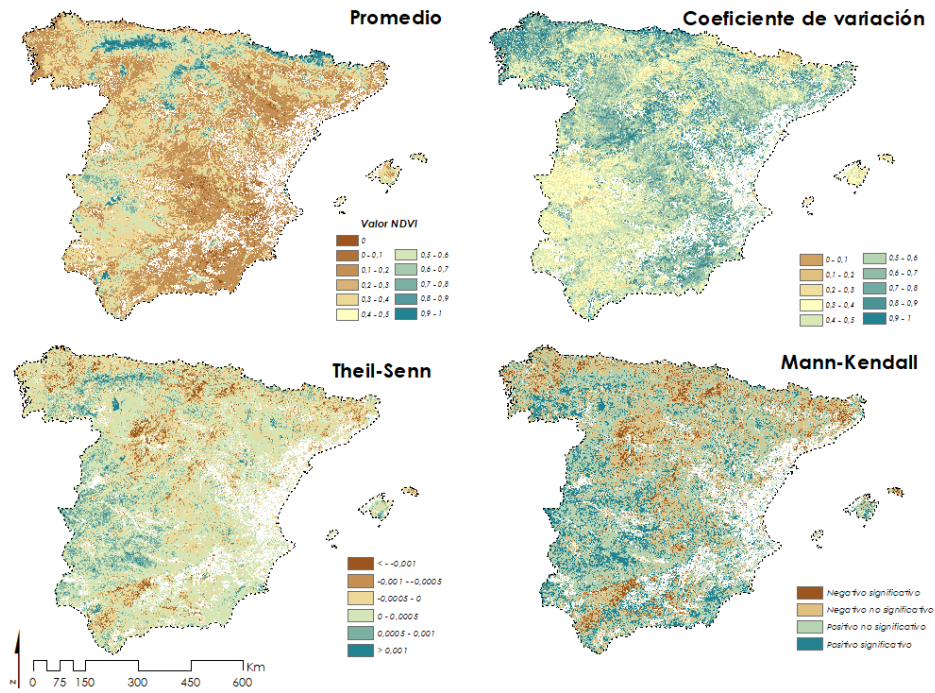 Promedio
Coeficiente de variación
Valor NDVI
0
0 - 0,1
0,1 - 0,2
0,2 - 0,3
0,3 - 0,4
0,4 - 0,5
0,5 - 0,6
0,6 - 0,7
0,7 - 0,8
0,8 - 0,9
0,9 - 1
0 - 0,1
0,1 - 0,2
0,2 - 0,3
0,3 - 0,4
0,4 - 0,5
0,5 - 0,6
0,6 - 0,7
0,7 - 0,8
0,8 - 0,9
0,9 - 1
Theil-Senn
Mann-Kendall
< - -0,001
-0,001 - -0,0005
-0,0005 - 0
0 - 0,0005
0,0005 - 0,001
> 0,001
Negativo significativo
Negativo no significativo
Positivo no significativo
Positivo significativo
N
Km
0 75 150 300 450 600